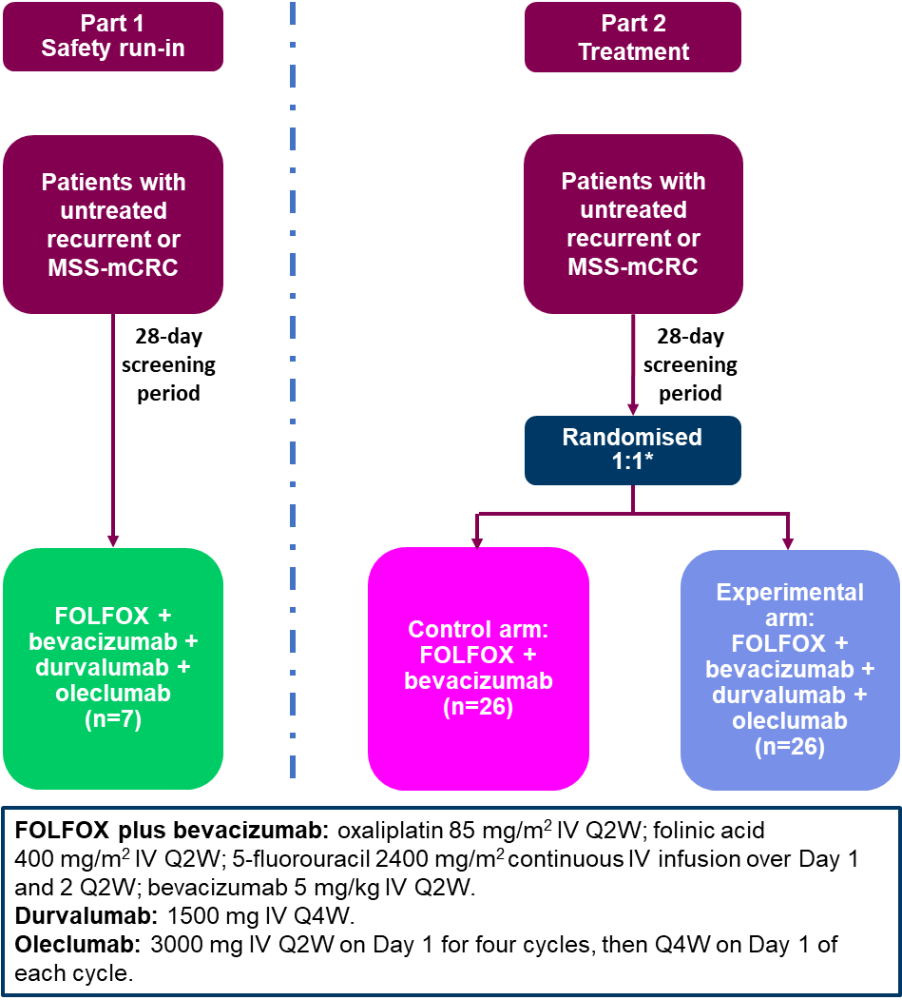 Part 1
Safety run-in
Part 2
Treatment
Patients with
untreated
recurrent or
MSS-mCRC
Patients with
untreated
recurrent or
MSS-mCRC
28-day
screening
period
28-day
screening
period
Randomised
1:1*
FOLFOX +
bevacizumab +
durvalumab +
oleclumab
(n=7)
Control arm:
FOLFOX +
bevacizumab
(n=26)
Experimental
arm:
FOLFOX +
bevacizumab +
durvalumab +
oleclumab
(n=26)
FOLFOX plus bevacizumab: oxaliplatin 85 mg/m² IV Q2W; folinic acid
400 mg/m² IV Q2W; 5-fluorouracil 2400 mg/m² continuous IV infusion over Day 1
and 2 Q2W; bevacizumab 5 mg/kg IV Q2W.
Durvalumab: 1500 mg IV Q4W.
Oleclumab: 3000 mg IV Q2W on Day 1 for four cycles, then Q4W on Day 1 of
each cycle.